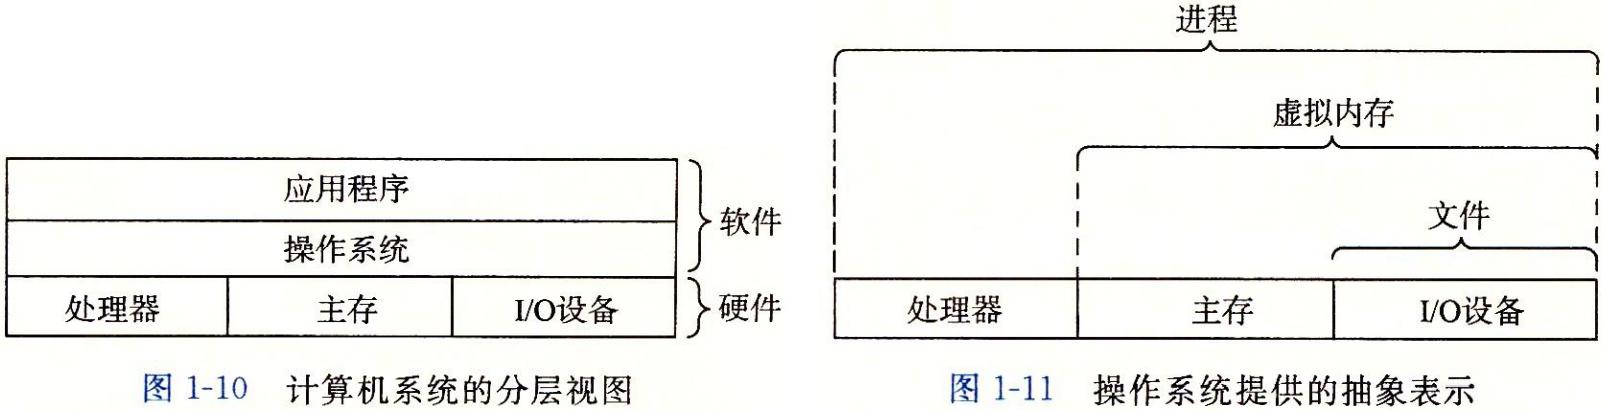 应用程序
操作系统
处理器 主存 I/O设备
软件
硬件
图 1-10 计算机系统的分层视图
进程
虚拟内存
文件
处理器 主存 I/O设备
图 1-11 操作系统提供的抽象表示